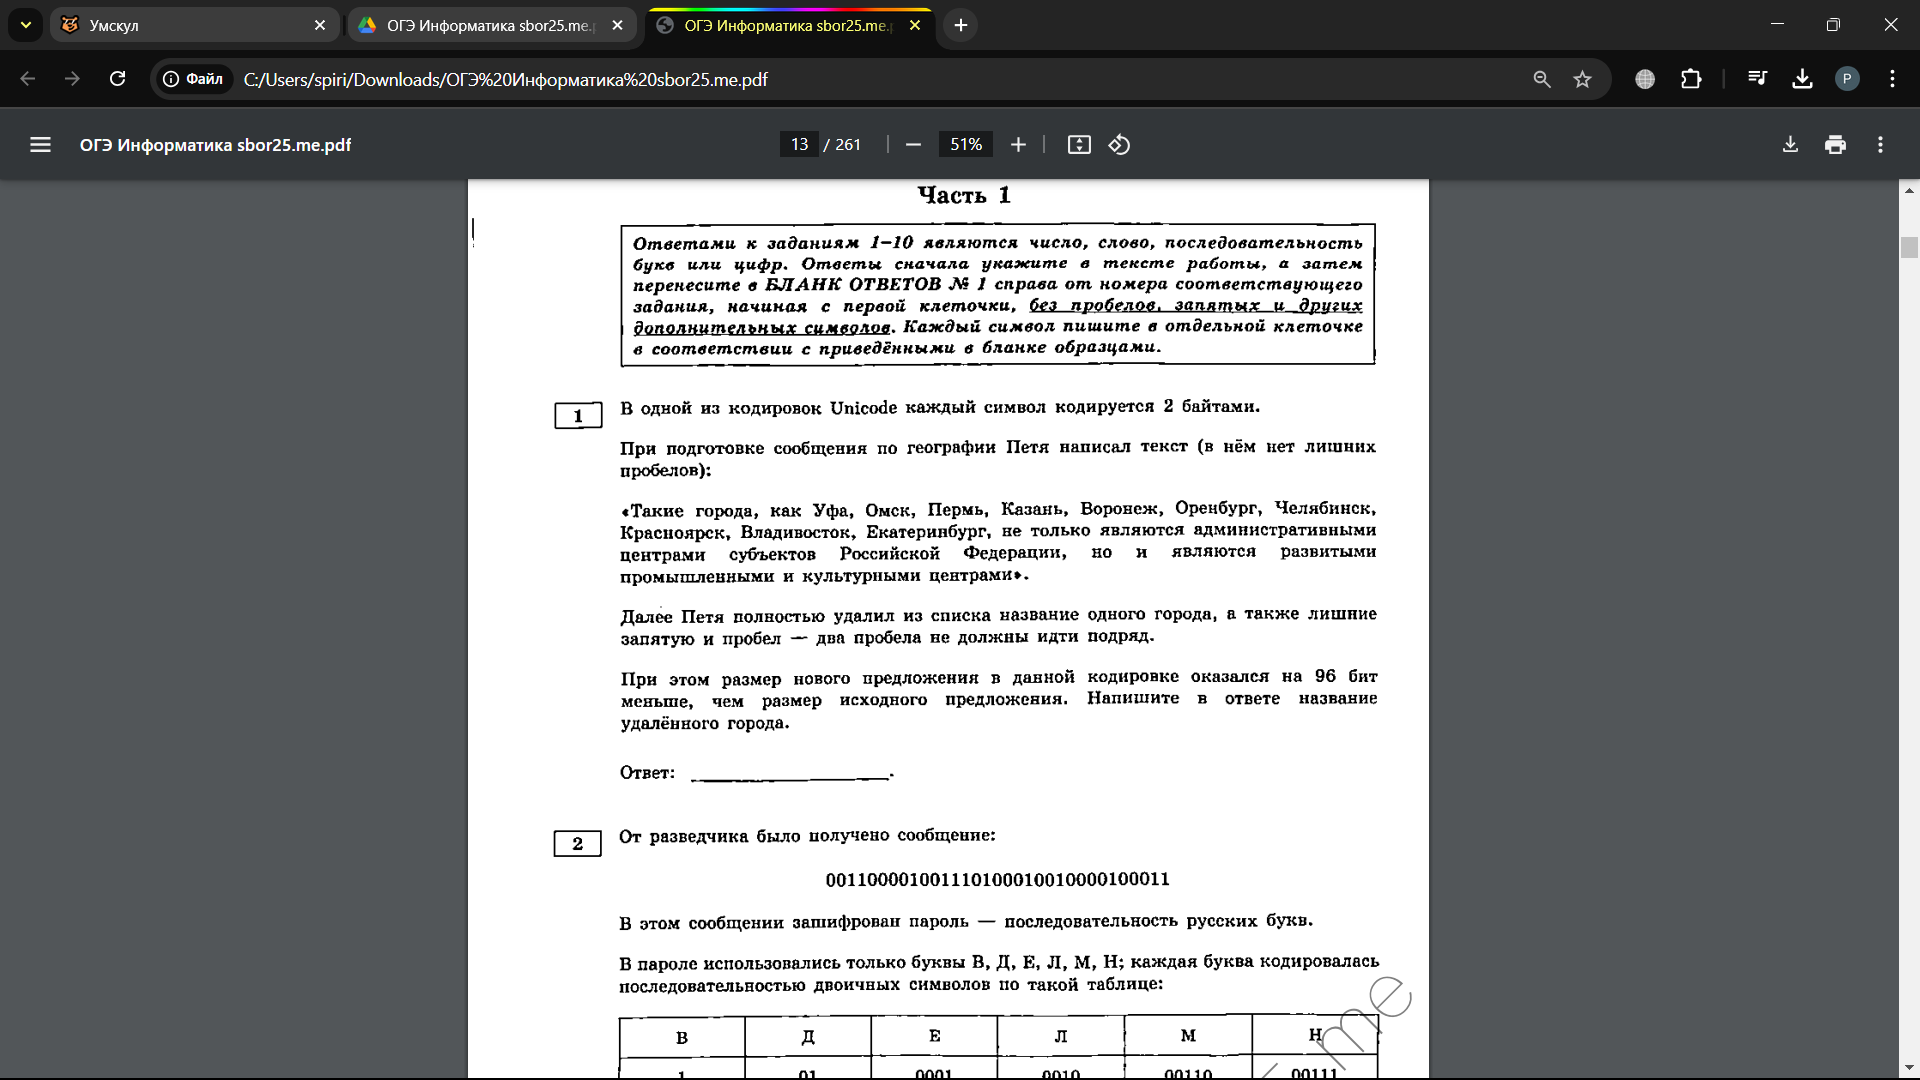 Умскул
ОГЭ Информатика sbor25.me.p
ОГЭ Информатика sbor25.me.p
Файл
C:/Users/spiri/Downloads/ОГЭ%20Информатика%20sbor25.me.pdf
P
ОГЭ Информатика sbor25.me.pdf
13 / 261
51%
Часть 1
Ответами к заданиям 1–10 являются число, слово, последовательность
букв или цифр. Ответы сначала укажите в тексте работы, а затем
перенесите в БЛАНК ОТВЕТОВ № 1 справа от номера соответствующего
задания, начиная с первой клеточки, без пробелов, запятых и других
дополнительных символов. Каждый символ пишите в отдельной клеточке
в соответствии с приведёнными в бланке образцами.
1
В одной из кодировок Unicode каждый символ кодируется 2 байтами.
При подготовке сообщения по географии Петя написал текст (в нём нет лишних
пробелов):
«Такие города, как Уфа, Омск, Пермь, Казань, Воронеж, Оренбург, Челябинск,
Красноярск, Владивосток, Екатеринбург, не только являются административными
центрами субъектов Российской Федерации, но и являются развитыми
промышленными и культурными центрами».
Далее Петя полностью удалил из списка название одного города, а также лишние
запятую и пробел — два пробела не должны идти подряд.
При этом размер нового предложения в данной кодировке оказался на 96 бит
меньше, чем размер исходного предложения. Напишите в ответе название
удалённого города.
Ответ: .
2
От разведчика было получено сообщение:
0011000010011101000100100001​00011
В этом сообщении зашифрован пароль — последовательность русских букв.
В пароле использовались только буквы В, Д, Е, Л, М, Н; каждая буква кодировалась
последовательностью двоичных символов по такой таблице:
В Д Е Л М Н
1 01 0001 0010 00110 00111
me